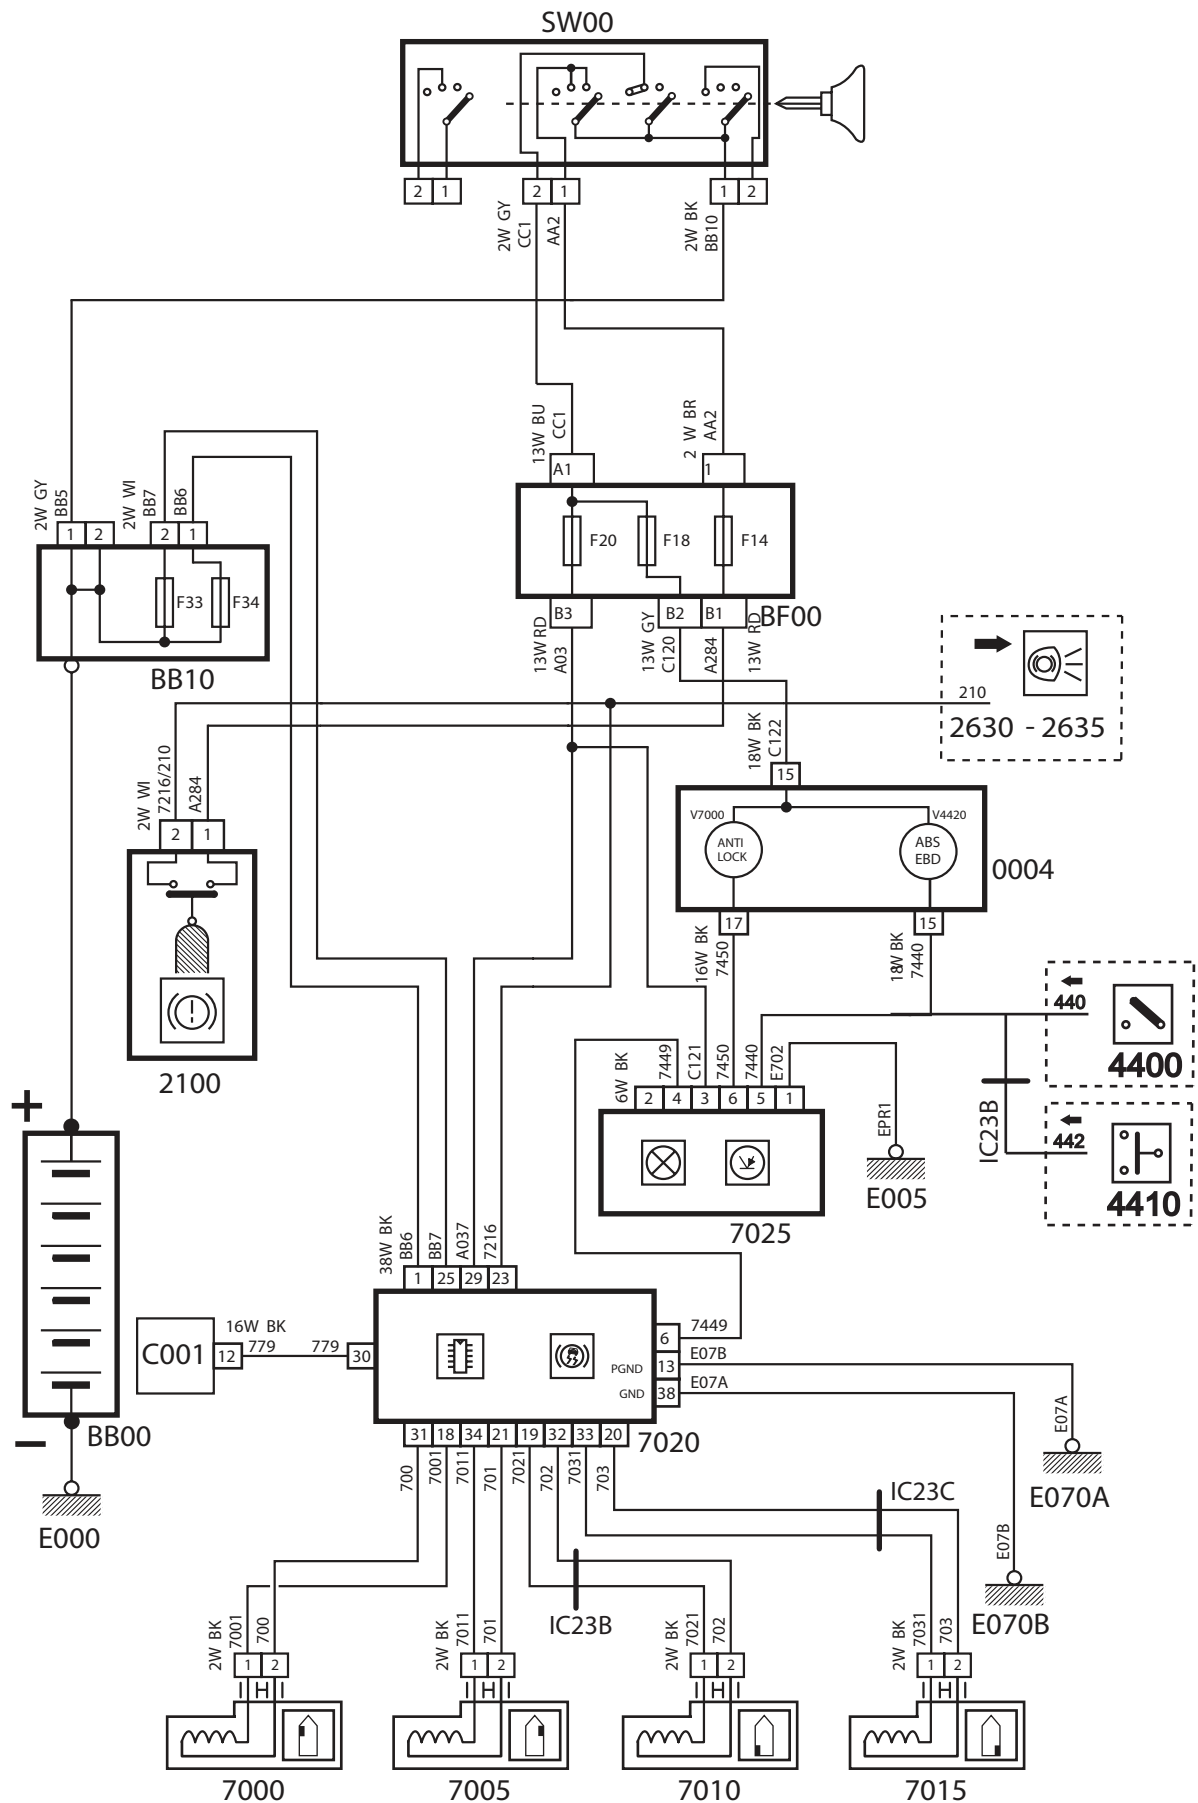 SW00
2 1
2 1
1 2
2W GY
CC1
AA2
2W BK
BB10
13W BU
CC1
2 W BR
AA2
A1
1
F20
F18
F14
B3
B2
B1
BF00
13W RD
A03
13W GY
C120
A284
13W RD
2W GY
BB5
2W WI
BB7
BB6
1 2
2 1
F33
F34
BB10
210
2630 - 2635
18W BK
C122
15
V7000
V4420
ANTI
LOCK
ABS
EBD
0004
17
15
16W BK
7450
18W BK
7440
2W WI
7216/210
A284
2 1
2100
440
4400
IC23B
442
4410
6W BK
7449
C121
7450
7440
E702
2 4 3 6 5 1
7025
EPR1
E005
+
BB00
−
E000
38W BK
BB6
BB7
A037
7216
1 25 29 23
C001
16W BK
12
779
779
30
6
7449
PGND
13
E07B
GND
38
E07A
31 18 34 21 19 32 33 20
7020
700
7001
7011
701
7021
702
7031
703
E07A
E070A
IC23C
E07B
E070B
IC23B
2W BK
7001
700
2W BK
7011
701
2W BK
7021
702
2W BK
7031
703
1 2
1 2
1 2
1 2
7000
7005
7010
7015